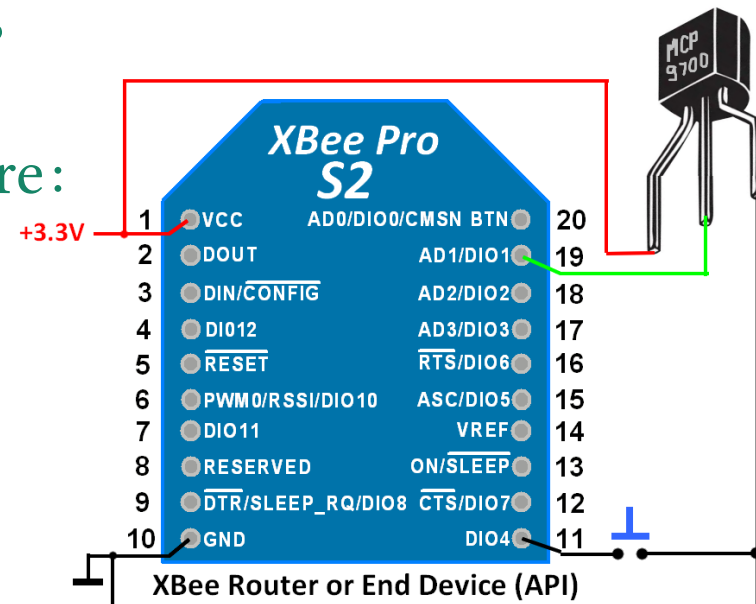 re:
MCP
9700
XBee Pro
S2
+3.3V
1 VCC AD0/DIO0/CMSN BTN 20
2 DOUT AD1/DIO1 19
3 DIN/CONFIG AD2/DIO2 18
4 DI012 AD3/DIO3 17
5 RESET RTS/DIO6 16
6 PWM0/RSSI/DIO10 ASC/DIO5 15
7 DIO11 VREF 14
8 RESERVED ON/SLEEP 13
9 DTR/SLEEP_RQ/DIO8 CTS/DIO7 12
10 GND DIO4 11
XBee Router or End Device (API)